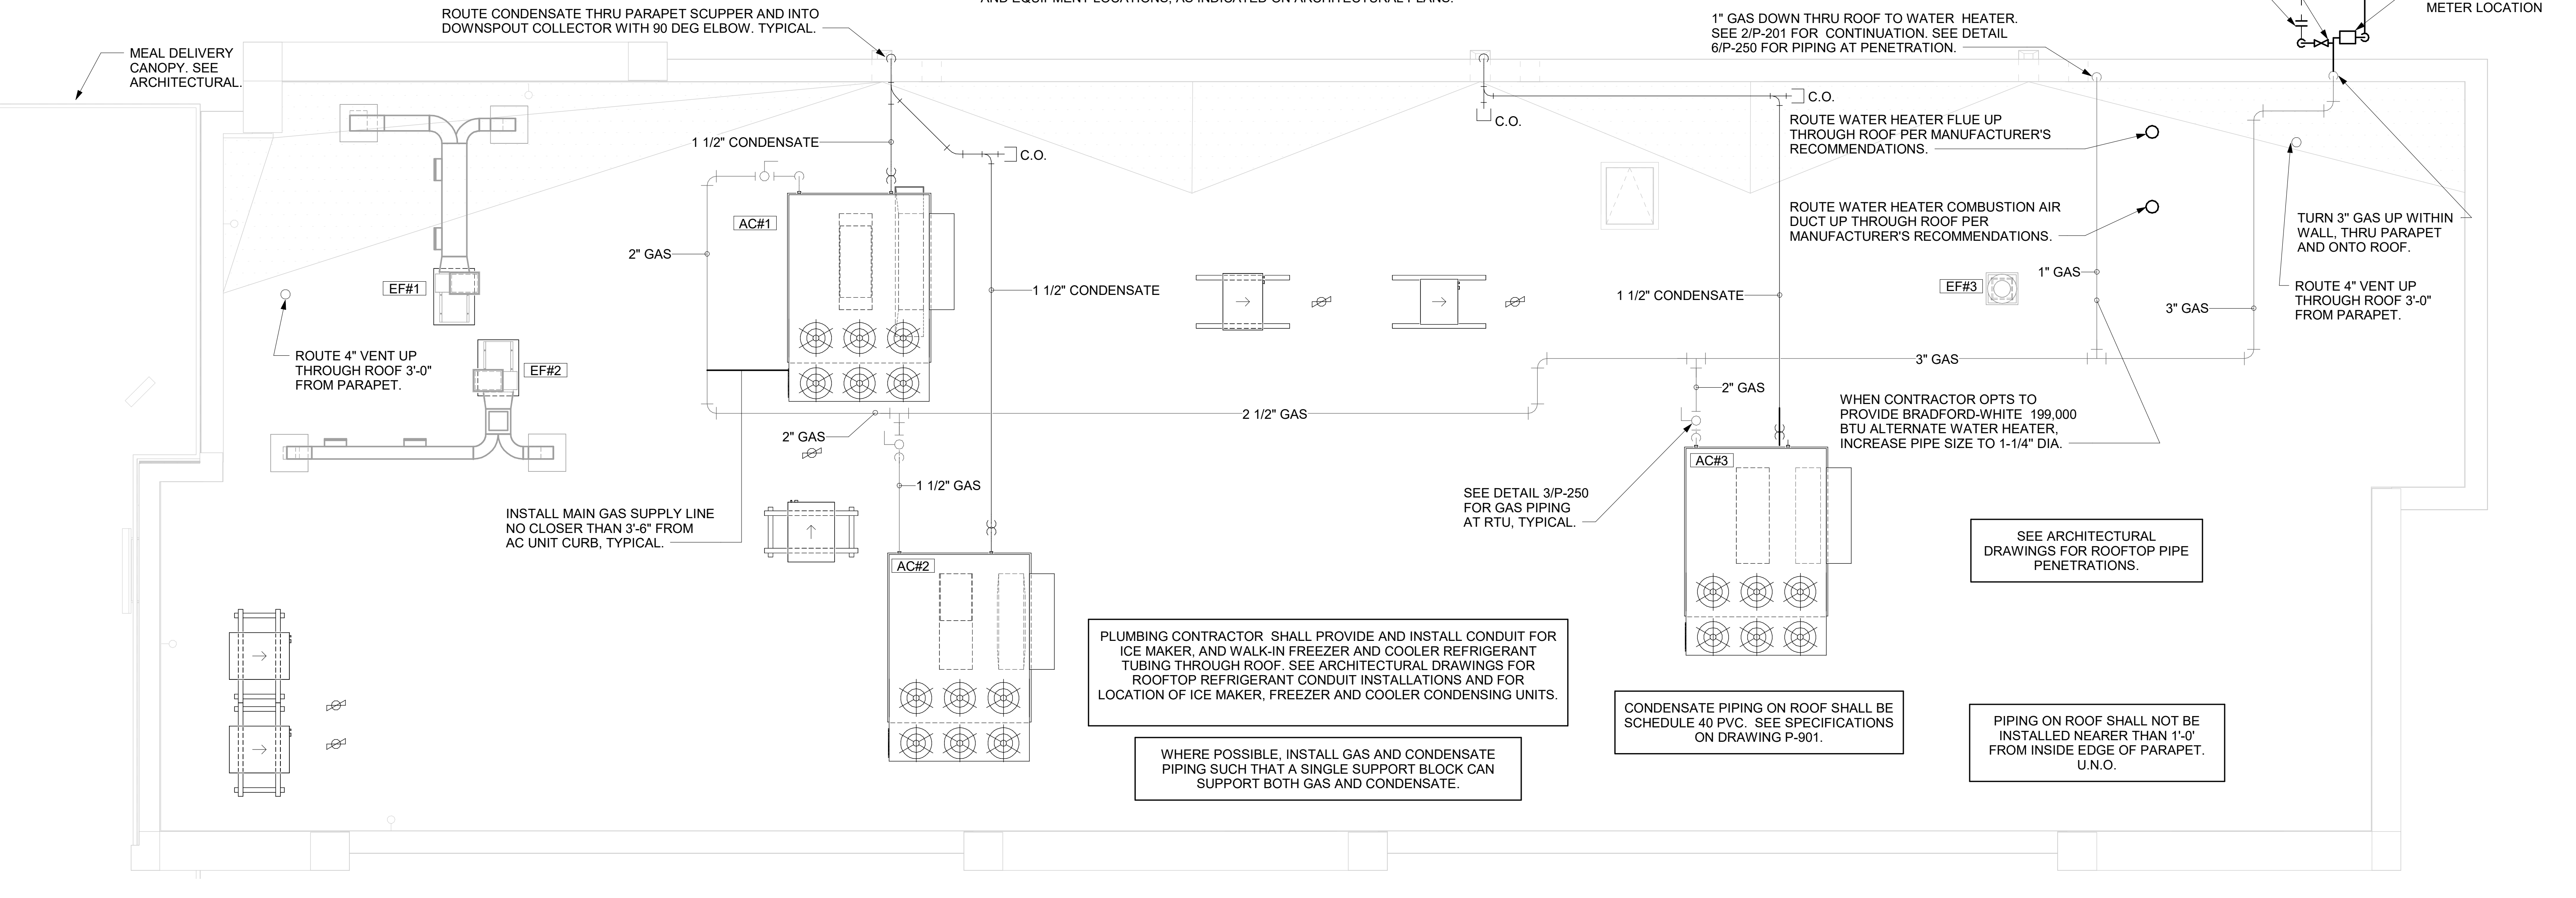 AND EQUIPMENT LOCATIONS, AS INDICATED ON ARCHITECTURAL PLANS.
METER LOCATION
ROUTE CONDENSATE THRU PARAPET SCUPPER AND INTO
DOWNSPOUT COLLECTOR WITH 90 DEG ELBOW. TYPICAL.
1" GAS DOWN THRU ROOF TO WATER HEATER.
SEE 2/P-201 FOR CONTINUATION. SEE DETAIL
6/P-250 FOR PIPING AT PENETRATION.
MEAL DELIVERY
CANOPY. SEE
ARCHITECTURAL.
C.O.
C.O.
1 1/2" CONDENSATE
C.O.
ROUTE WATER HEATER FLUE UP
THROUGH ROOF PER MANUFACTURER'S
RECOMMENDATIONS.
AC#1
2" GAS
ROUTE WATER HEATER COMBUSTION AIR
DUCT UP THROUGH ROOF PER
MANUFACTURER'S RECOMMENDATIONS.
TURN 3" GAS UP WITHIN
WALL, THRU PARAPET
AND ONTO ROOF.
EF#1
1 1/2" CONDENSATE
1 1/2" CONDENSATE
EF#3
1" GAS
3" GAS
ROUTE 4" VENT UP
THROUGH ROOF 3'-0"
FROM PARAPET.
ROUTE 4" VENT UP
THROUGH ROOF 3'-0"
FROM PARAPET.
EF#2
3" GAS
2" GAS
2 1/2" GAS
2" GAS
WHEN CONTRACTOR OPTS TO
PROVIDE BRADFORD-WHITE 199,000
BTU ALTERNATE WATER HEATER,
INCREASE PIPE SIZE TO 1-1/4" DIA.
AC#3
1 1/2" GAS
SEE DETAIL 3/P-250
FOR GAS PIPING
AT RTU, TYPICAL.
INSTALL MAIN GAS SUPPLY LINE
NO CLOSER THAN 3'-6" FROM
AC UNIT CURB, TYPICAL.
AC#2
SEE ARCHITECTURAL
DRAWINGS FOR ROOFTOP PIPE
PENETRATIONS.
PLUMBING CONTRACTOR SHALL PROVIDE AND INSTALL CONDUIT FOR
ICE MAKER, AND WALK-IN FREEZER AND COOLER REFRIGERANT
TUBING THROUGH ROOF. SEE ARCHITECTURAL DRAWINGS FOR
ROOFTOP REFRIGERANT CONDUIT INSTALLATIONS AND FOR
LOCATION OF ICE MAKER, FREEZER AND COOLER CONDENSING UNITS.
WHERE POSSIBLE, INSTALL GAS AND CONDENSATE
PIPING SUCH THAT A SINGLE SUPPORT BLOCK CAN
SUPPORT BOTH GAS AND CONDENSATE.
CONDENSATE PIPING ON ROOF SHALL BE
SCHEDULE 40 PVC. SEE SPECIFICATIONS
ON DRAWING P-901.
PIPING ON ROOF SHALL NOT BE
INSTALLED NEARER THAN 1'-0'
FROM INSIDE EDGE OF PARAPET.
U.N.O.